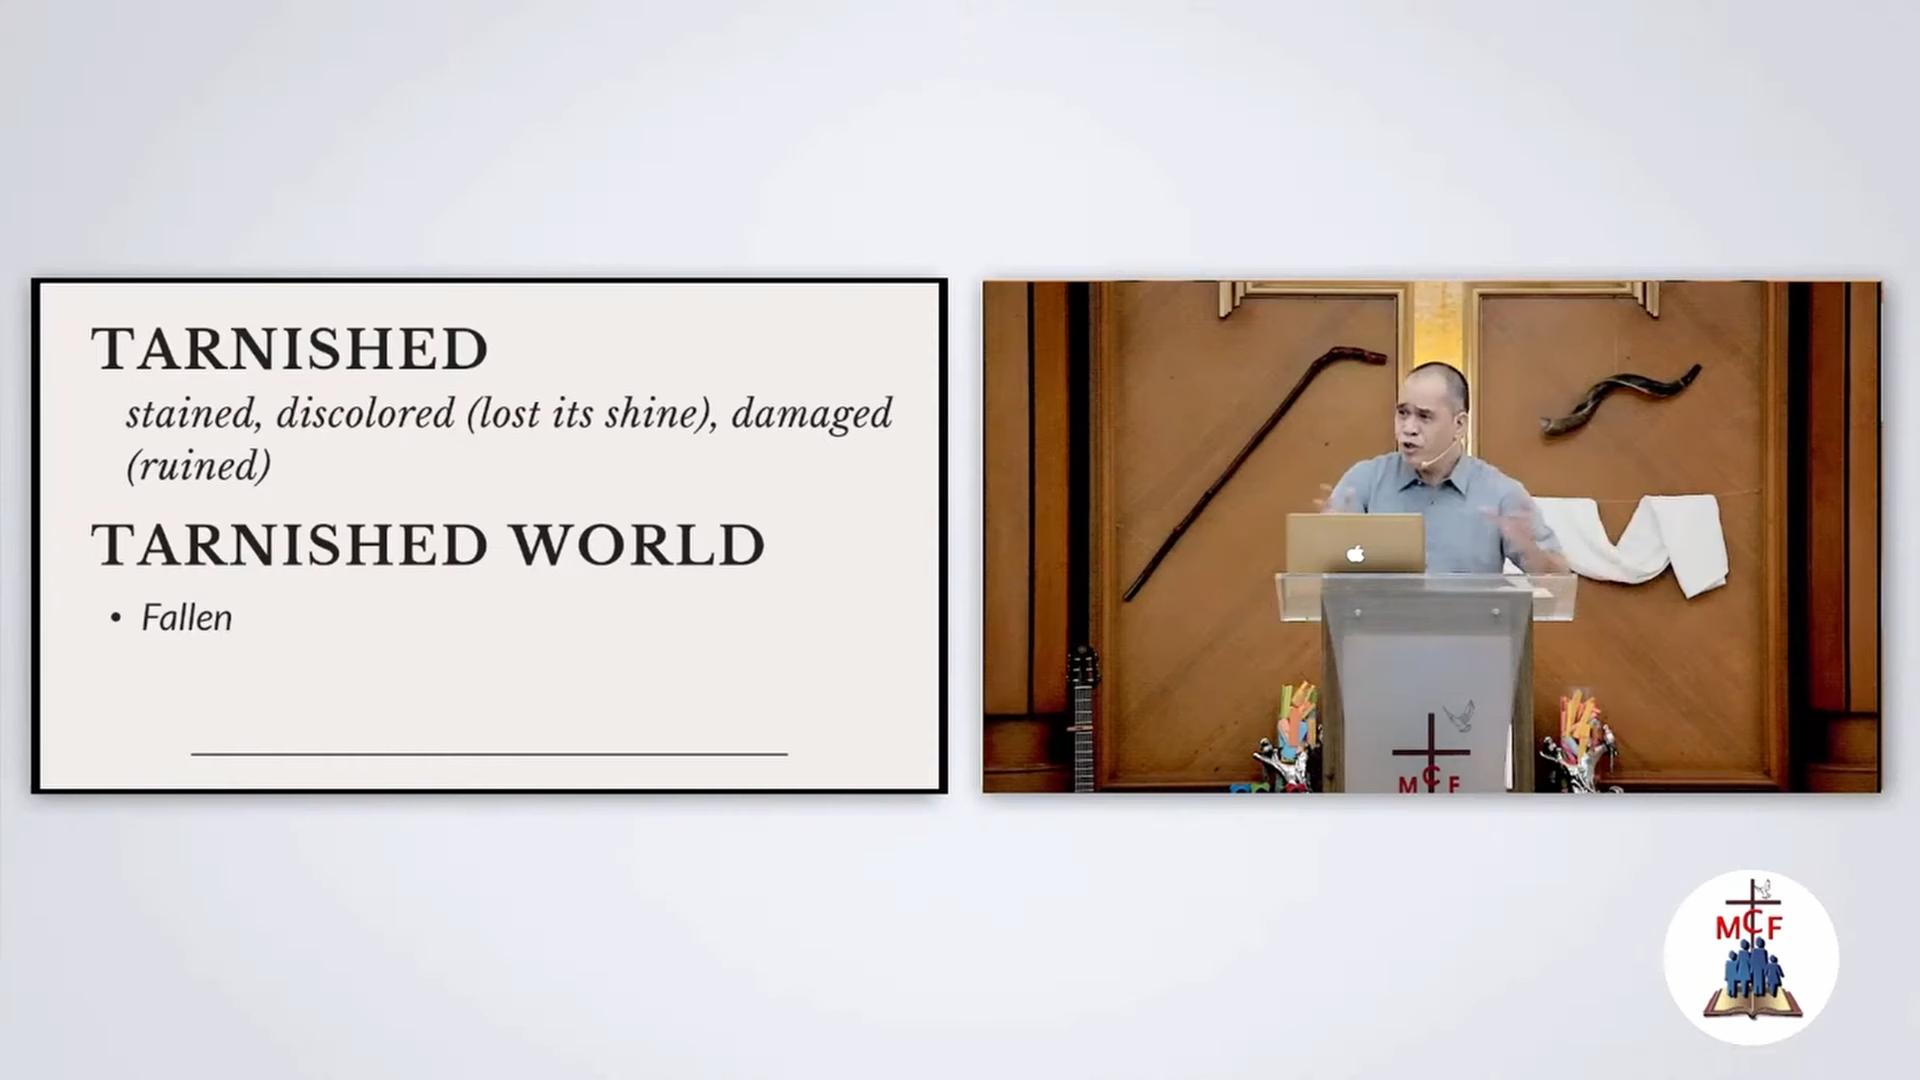 TARNISHED
stained, discolored (lost its shine), damaged
(ruined)
TARNISHED WORLD
• Fallen
MCF
MCF